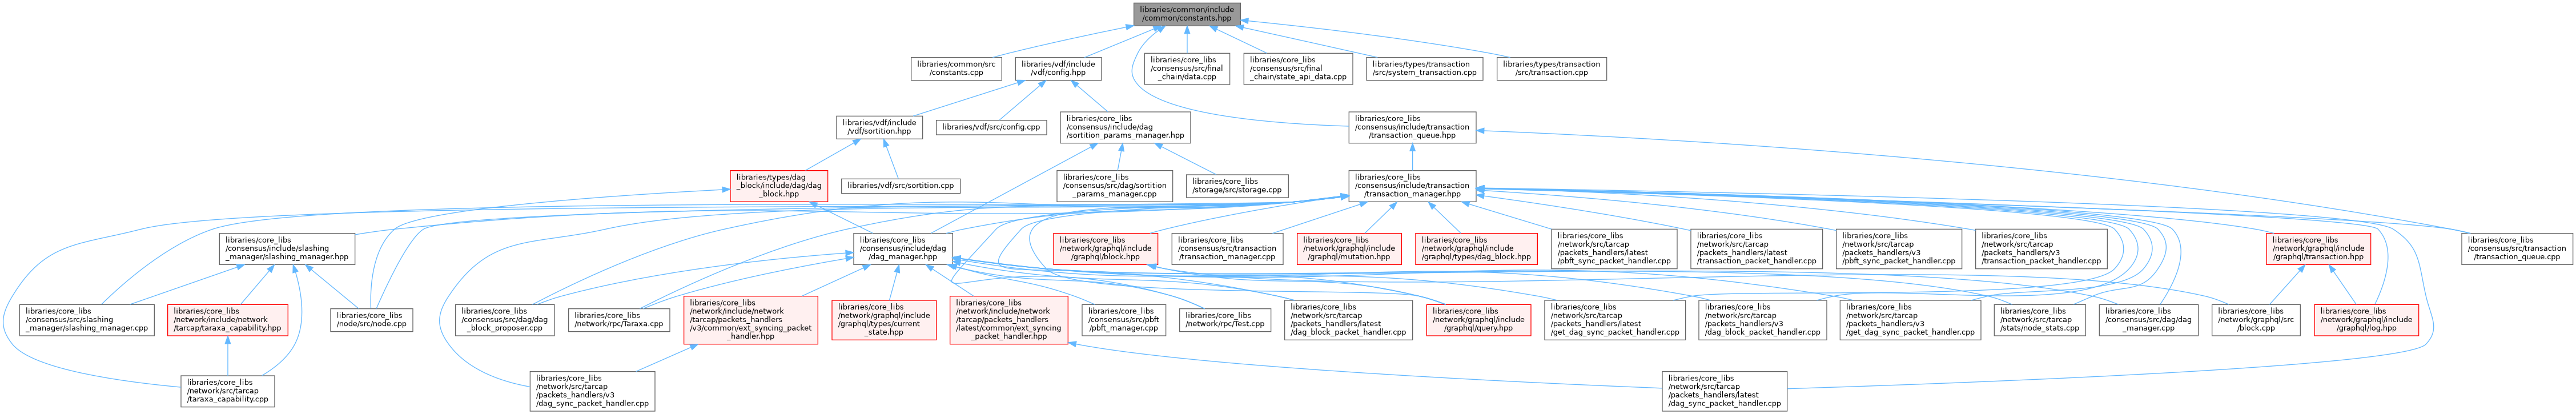 libraries/common/include
/common/constants.hpp
libraries/common/src
/constants.cpp
libraries/vdf/include
/vdf/config.hpp
libraries/core_libs
/consensus/src/final
_chain/data.cpp
libraries/core_libs
/consensus/src/final
_chain/state_api_data.cpp
libraries/types/transaction
/src/system_transaction.cpp
libraries/types/transaction
/src/transaction.cpp
libraries/vdf/include
/vdf/sortition.hpp
libraries/vdf/src/config.cpp
libraries/core_libs
/consensus/include/dag
/sortition_params_manager.hpp
libraries/core_libs
/consensus/include/transaction
/transaction_queue.hpp
libraries/types/dag
_block/include/dag/dag
_block.hpp
libraries/vdf/src/sortition.cpp
libraries/core_libs
/consensus/src/dag/sortition
_params_manager.cpp
libraries/core_libs
/storage/src/storage.cpp
libraries/core_libs
/consensus/include/transaction
/transaction_manager.hpp
libraries/core_libs
/consensus/include/slashing
_manager/slashing_manager.hpp
libraries/core_libs
/consensus/include/dag
/dag_manager.hpp
libraries/core_libs
/network/graphql/include
/graphql/block.hpp
libraries/core_libs
/consensus/src/transaction
/transaction_manager.cpp
libraries/core_libs
/network/graphql/include
/graphql/mutation.hpp
libraries/core_libs
/network/graphql/include
/graphql/types/dag_block.hpp
libraries/core_libs
/network/src/tarcap
/packets_handlers/latest
/pbft_sync_packet_handler.cpp
libraries/core_libs
/network/src/tarcap
/packets_handlers/latest
/transaction_packet_handler.cpp
libraries/core_libs
/network/src/tarcap
/packets_handlers/v3
/pbft_sync_packet_handler.cpp
libraries/core_libs
/network/src/tarcap
/packets_handlers/v3
/transaction_packet_handler.cpp
libraries/core_libs
/network/graphql/include
/graphql/transaction.hpp
libraries/core_libs
/consensus/src/transaction
/transaction_queue.cpp
libraries/core_libs
/consensus/src/slashing
_manager/slashing_manager.cpp
libraries/core_libs
/network/include/network
/tarcap/taraxa_capability.hpp
libraries/core_libs
/node/src/node.cpp
libraries/core_libs
/consensus/src/dag/dag
_block_proposer.cpp
libraries/core_libs
/network/rpc/Taraxa.cpp
libraries/core_libs
/network/include/network
/tarcap/packets_handlers
/v3/common/ext_syncing_packet
_handler.hpp
libraries/core_libs
/network/graphql/include
/graphql/types/current
_state.hpp
libraries/core_libs
/network/include/network
/tarcap/packets_handlers
/latest/common/ext_syncing
_packet_handler.hpp
libraries/core_libs
/consensus/src/pbft
/pbft_manager.cpp
libraries/core_libs
/network/rpc/Test.cpp
libraries/core_libs
/network/src/tarcap
/packets_handlers/latest
/dag_block_packet_handler.cpp
libraries/core_libs
/network/graphql/include
/graphql/query.hpp
libraries/core_libs
/network/src/tarcap
/packets_handlers/latest
/get_dag_sync_packet_handler.cpp
libraries/core_libs
/network/src/tarcap
/packets_handlers/v3
/dag_block_packet_handler.cpp
libraries/core_libs
/network/src/tarcap
/packets_handlers/v3
/get_dag_sync_packet_handler.cpp
libraries/core_libs
/network/src/tarcap
/stats/node_stats.cpp
libraries/core_libs
/consensus/src/dag/dag
_manager.cpp
libraries/core_libs
/network/graphql/src
/block.cpp
libraries/core_libs
/network/graphql/include
/graphql/log.hpp
libraries/core_libs
/network/src/tarcap
/taraxa_capability.cpp
libraries/core_libs
/network/src/tarcap
/packets_handlers/v3
/dag_sync_packet_handler.cpp
libraries/core_libs
/network/src/tarcap
/packets_handlers/latest
/dag_sync_packet_handler.cpp